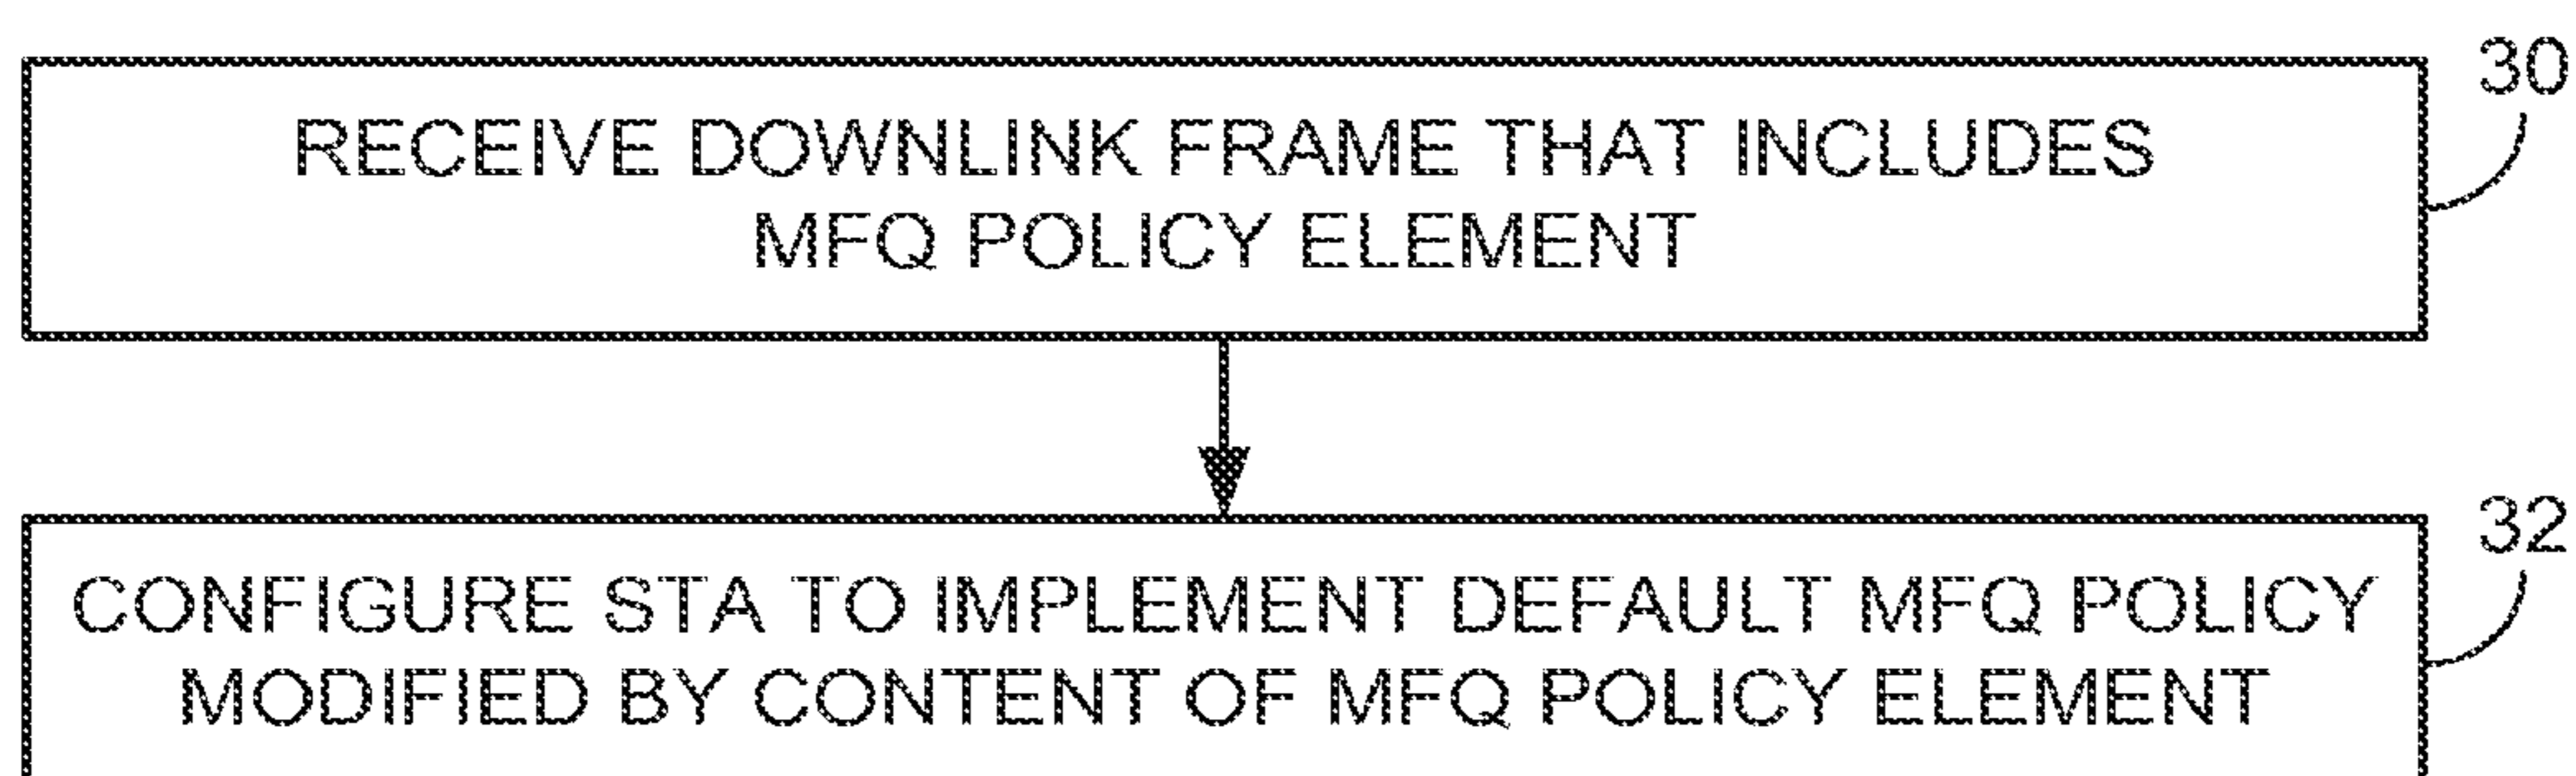 30
RECEIVE DOWNLINK FRAME THAT INCLUDES
MFQ POLICY ELEMENT
32
CONFIGURE STA TO IMPLEMENT DEFAULT MFQ POLICY
MODIFIED BY CONTENT OF MFQ POLICY ELEMENT